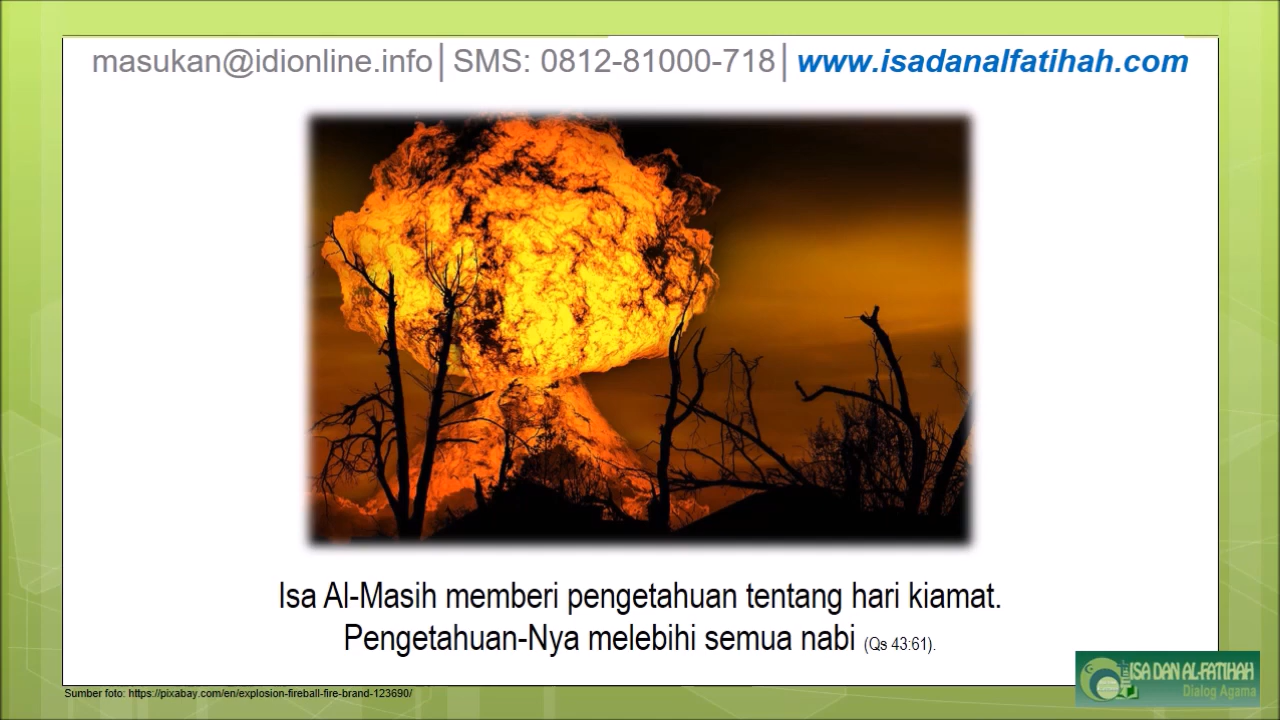 masukan@idionline.info| SMS: 0812-81000-718| www.isadanalfatihah.com
Isa Al-Masih memberi pengetahuan tentang hari kiamat.
Pengetahuan-Nya melebihi semua nabi (Qs 43:61).
Sumber foto: https://pixabay.com/en/explosion-fireball-fire-brand-123690/
ISA DAN AL-FATIHAH
Dialog Agama